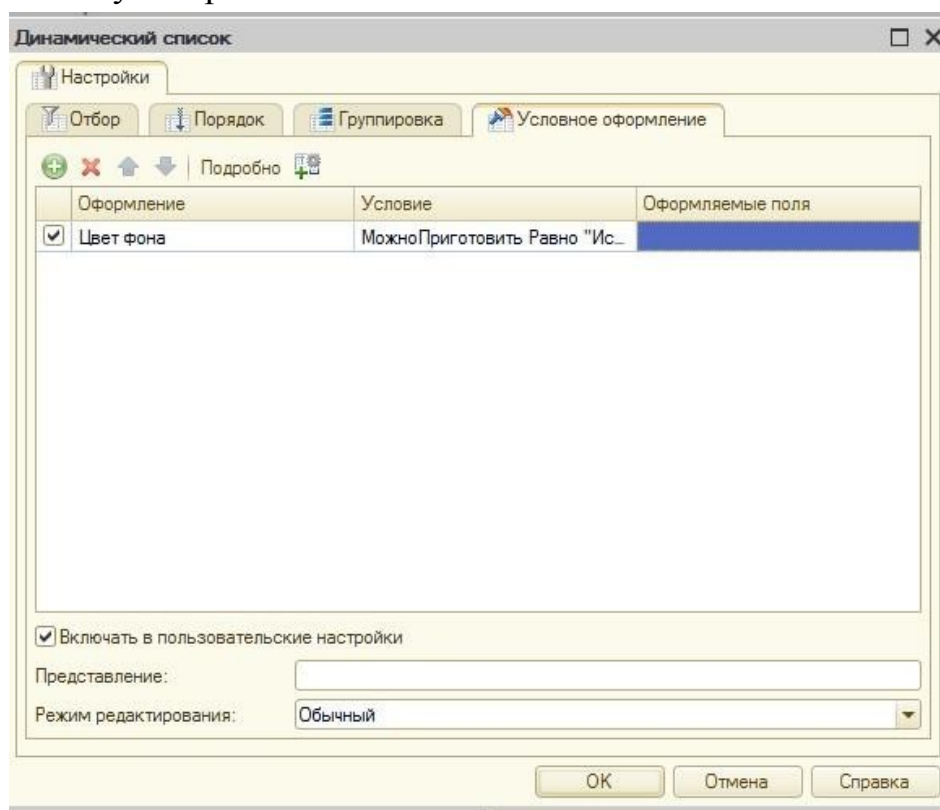 Динамический список
Настройки
Отбор Порядок Группировка Условное оформление
Подробно
Оформление Условие Оформляемые поля
Цвет фона МожноПриготовить Равно "Ис...
Включать в пользовательские настройки
Представление:
Режим редактирования: Обычный
OK Отмена Справка